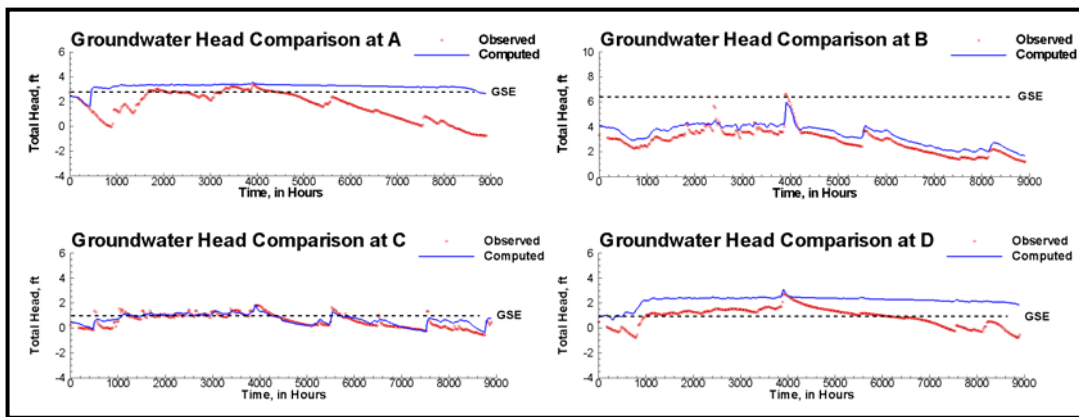 Groundwater Head Comparison at A
Observed
Computed
GSE
Total Head, ft
6
4
2
0
-2
-4
0 1000 2000 3000 4000 5000 6000 7000 8000 9000
Time, in Hours
Groundwater Head Comparison at B
Observed
Computed
GSE
Total Head, ft
10
8
6
4
2
0
0 1000 2000 3000 4000 5000 6000 7000 8000 9000
Time, in Hours
Groundwater Head Comparison at C
Observed
Computed
GSE
Total Head, ft
6
4
2
0
-2
-4
0 1000 2000 3000 4000 5000 6000 7000 8000 9000
Time, in Hours
Groundwater Head Comparison at D
Observed
Computed
GSE
Total Head, ft
6
4
2
0
-2
-4
0 1000 2000 3000 4000 5000 6000 7000 8000 9000
Time, in Hours